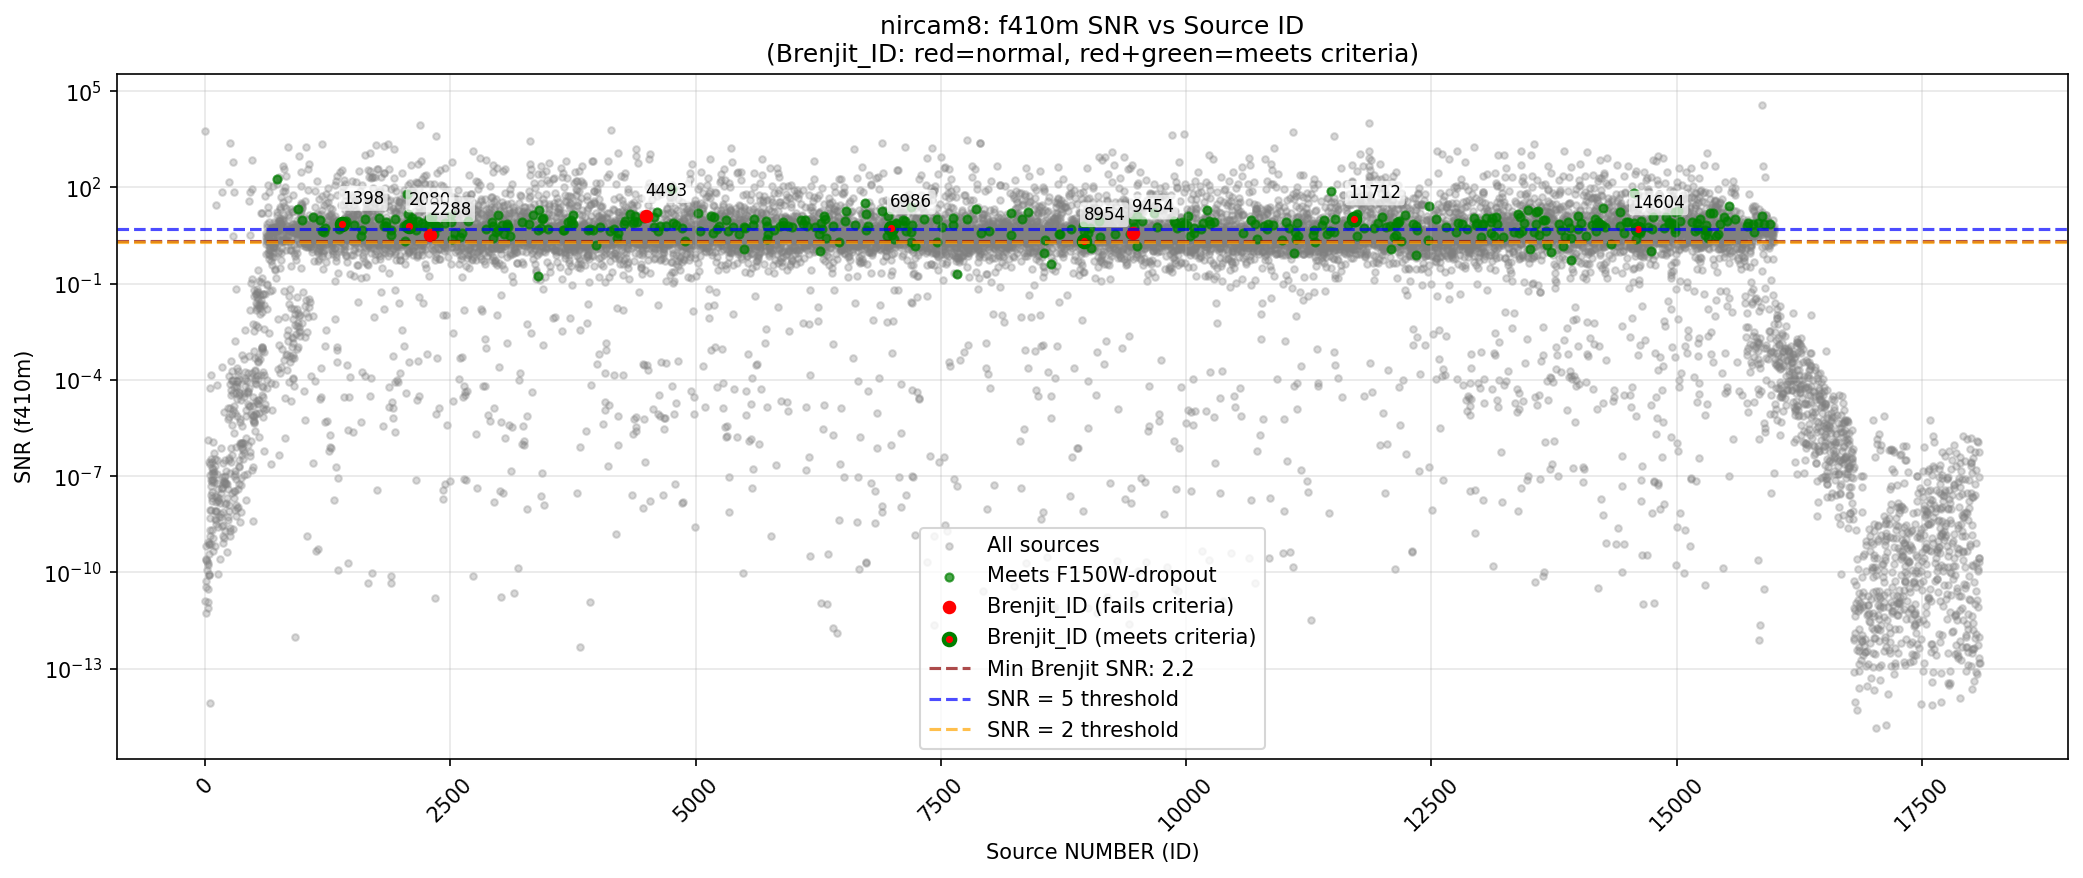 nircam8: f410m SNR vs Source ID
(Brenjit_ID: red=normal, red+green=meets criteria)
SNR (f410m)
10^5
10^2
10^-1
10^-4
10^-7
10^-10
10^-13
1398
2080
2288
4493
6986
8954
9454
11712
14604
All sources
Meets F150W-dropout
Brenjit_ID (fails criteria)
Brenjit_ID (meets criteria)
Min Brenjit SNR: 2.2
SNR = 5 threshold
SNR = 2 threshold
0
2500
5000
7500
10000
12500
15000
17500
Source NUMBER (ID)